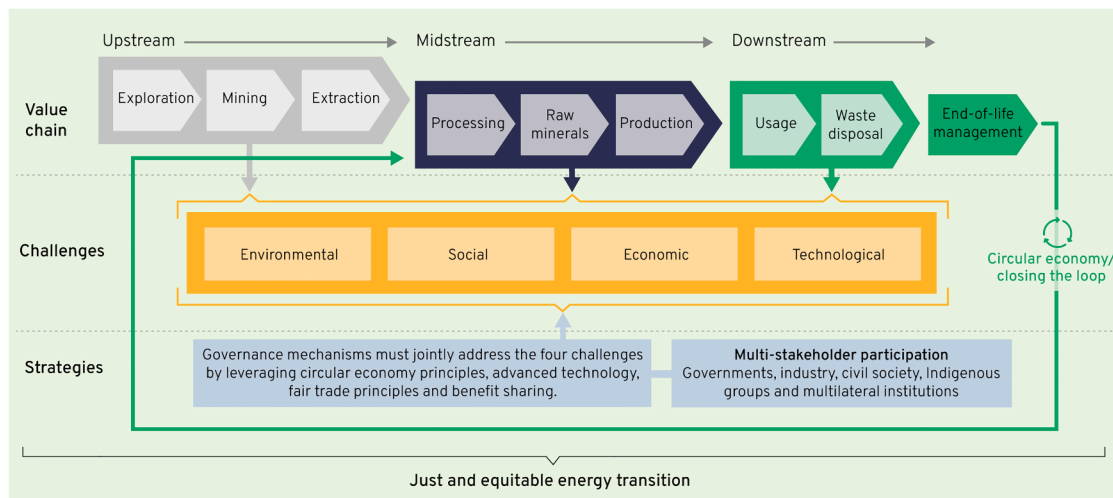 Upstream
Midstream
Downstream
Value
chain
Exploration
Mining
Extraction
Processing
Raw
minerals
Production
Usage
Waste
disposal
End-of-life
management
Challenges
Environmental
Social
Economic
Technological
Circular economy/
closing the loop
Strategies
Governance mechanisms must jointly address the four challenges
by leveraging circular economy principles, advanced technology,
fair trade principles and benefit sharing.
Multi-stakeholder participation
Governments, industry, civil society, Indigenous
groups and multilateral institutions
Just and equitable energy transition